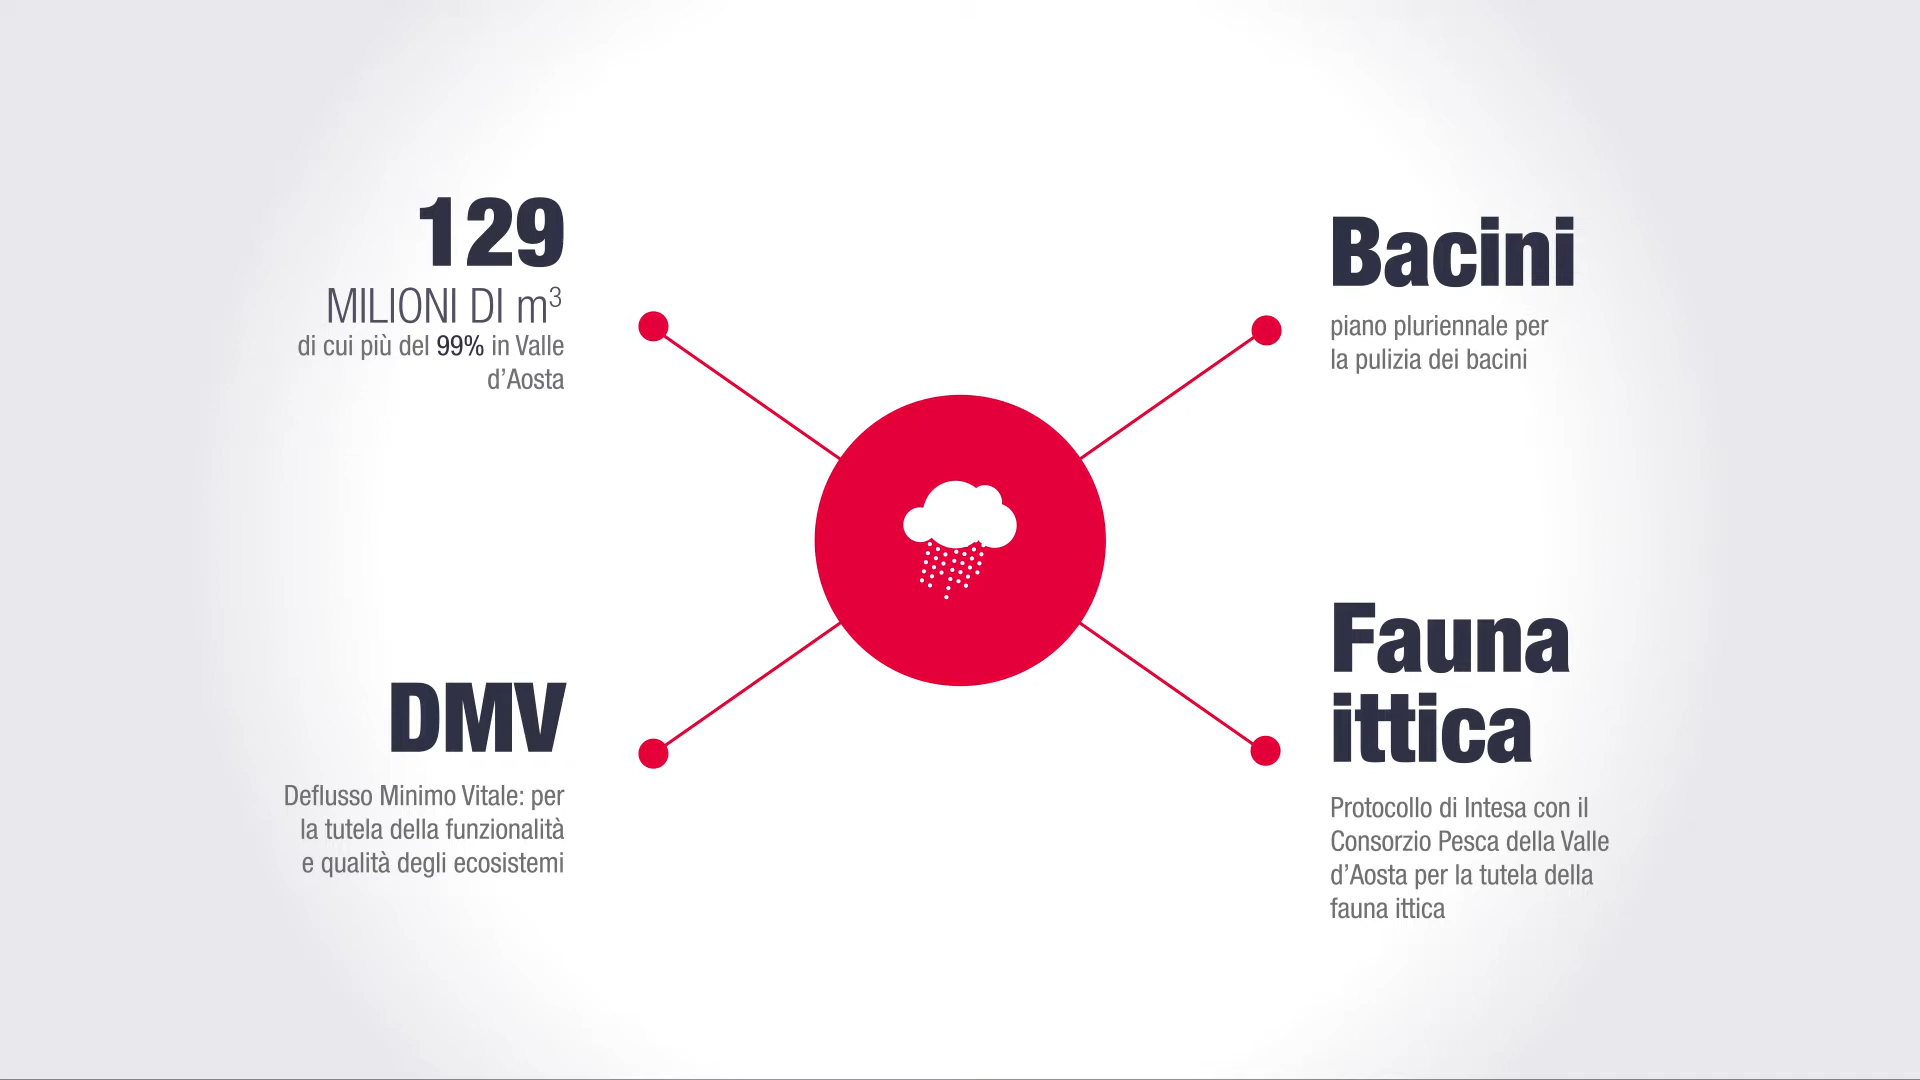 129
MILIONI DI m³
di cui più del 99% in Valle
d’Aosta
Bacini
piano pluriennale per
la pulizia dei bacini
DMV
Deflusso Minimo Vitale: per
la tutela della funzionalità
e qualità degli ecosistemi
Fauna
ittica
Protocollo di Intesa con il
Consorzio Pesca della Valle
d’Aosta per la tutela della
fauna ittica